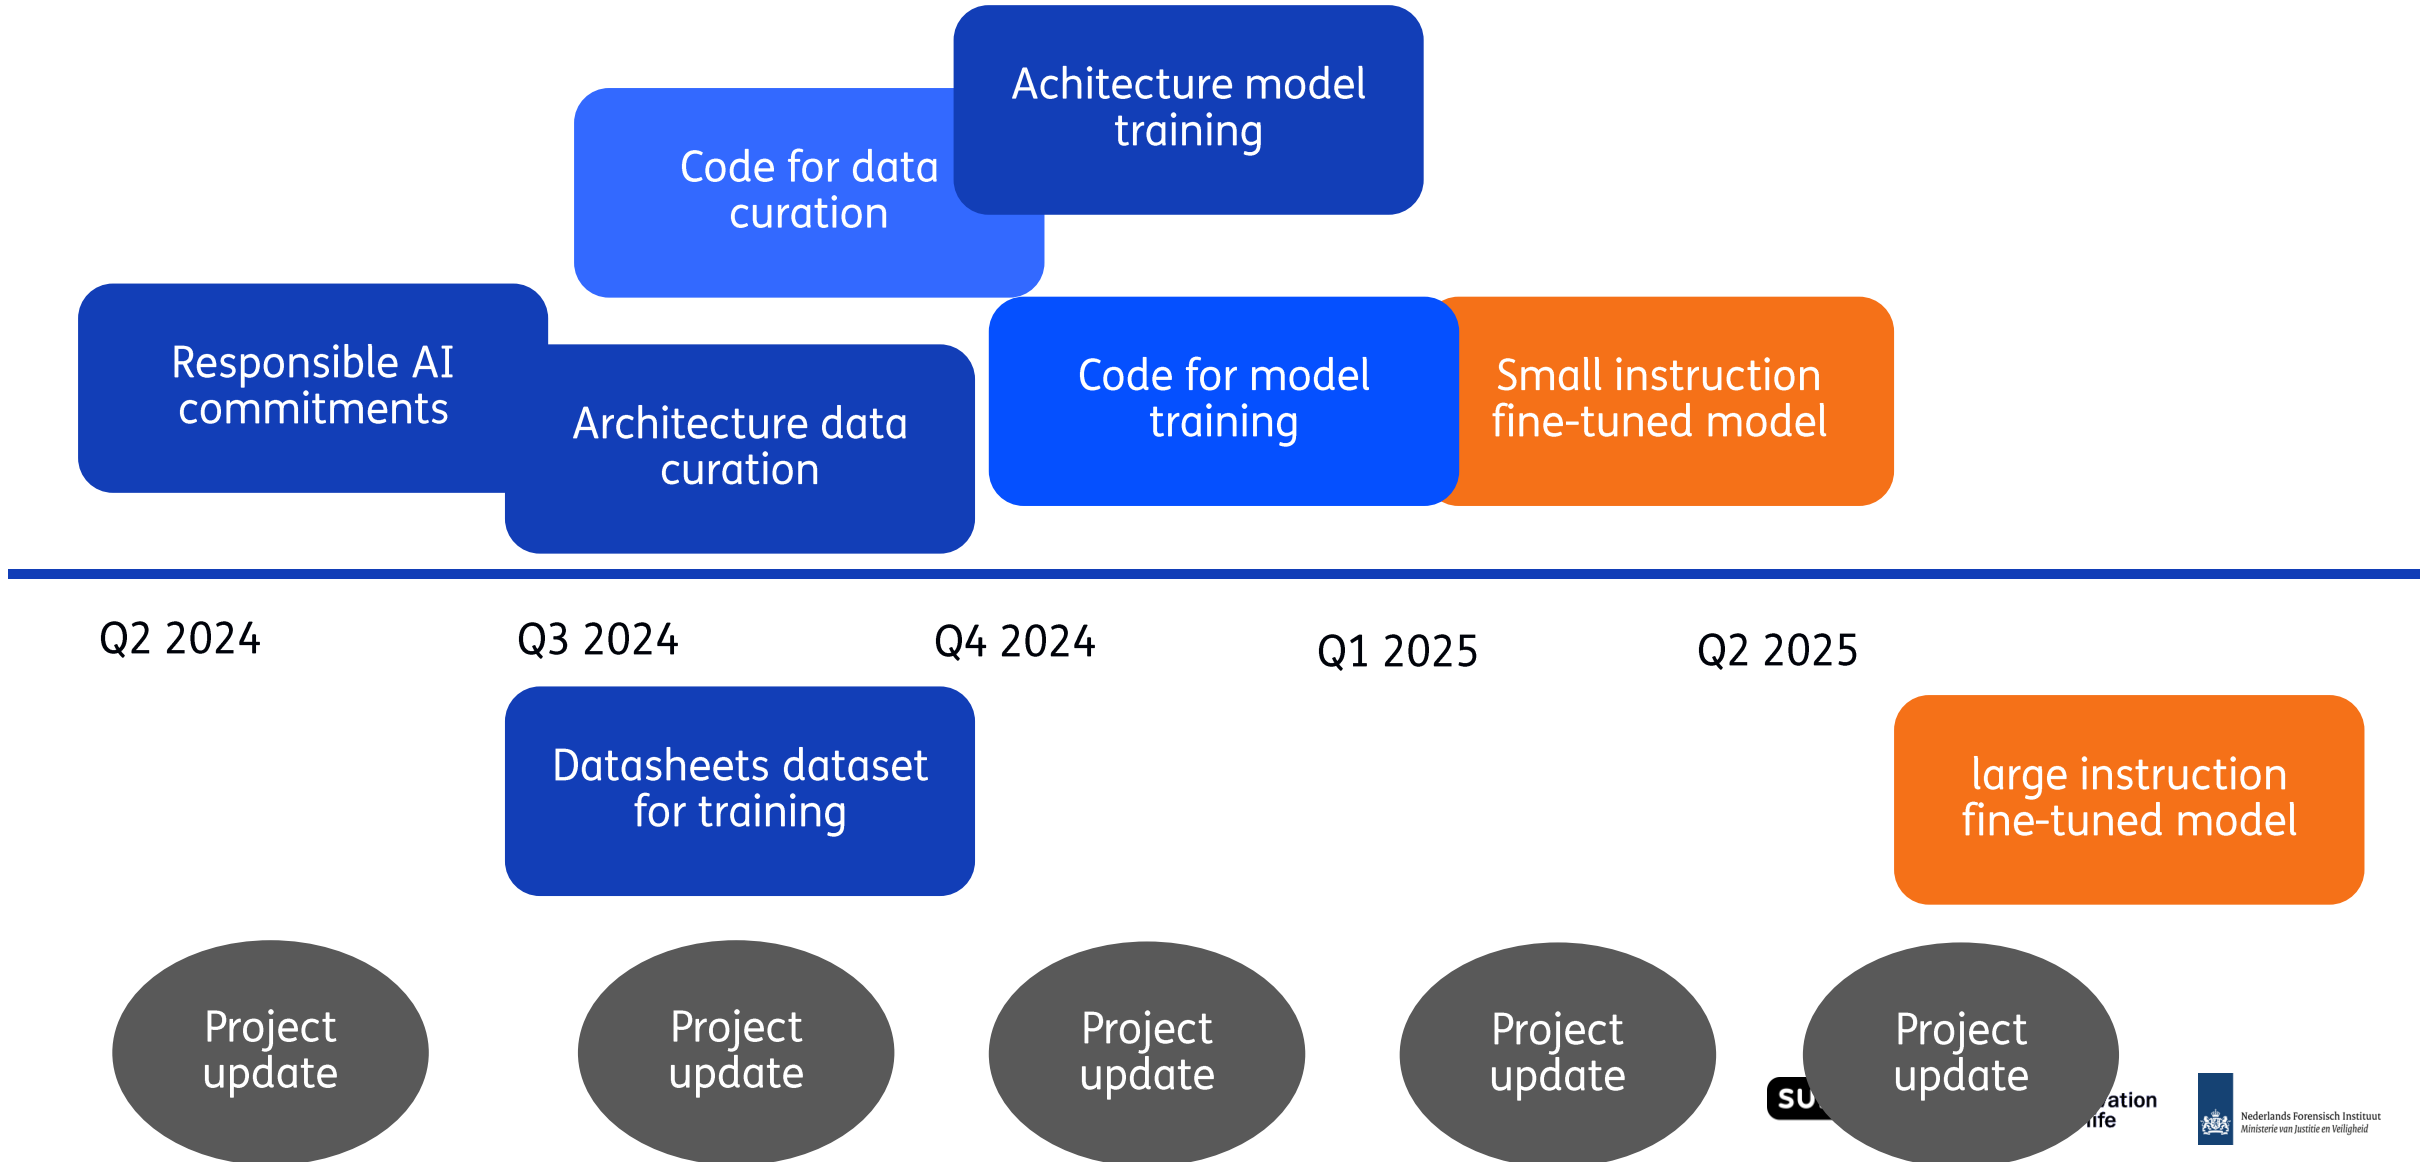 Achitecture model
training
Code for data
curation
Responsible AI
commitments
Architecture data
curation
Code for model
training
Small instruction
fine-tuned model
Q2 2024
Q3 2024
Q4 2024
Q1 2025
Q2 2025
Datasheets dataset
for training
large instruction
fine-tuned model
Project
update
Project
update
Project
update
Project
update
Project
update
Nederlands Forensisch Instituut
Ministerie van Justitie en Veiligheid